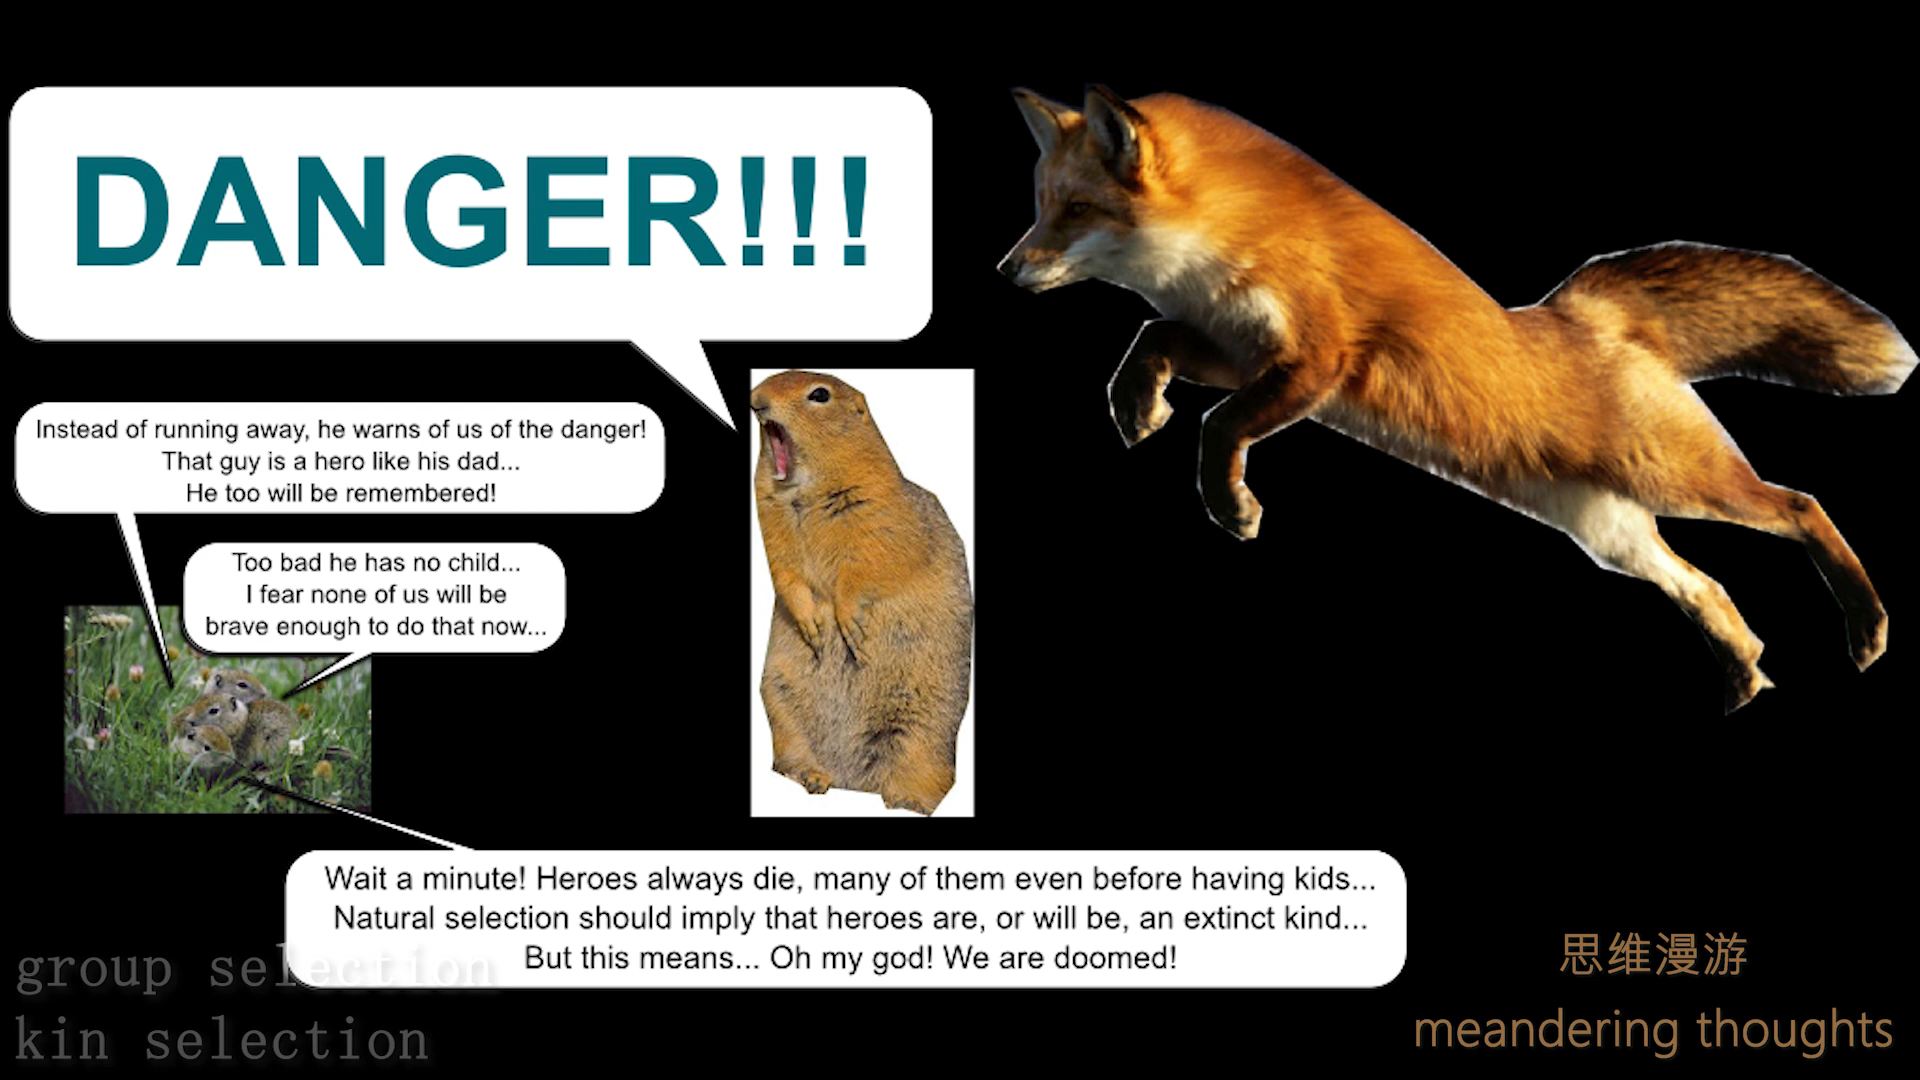 DANGER!!!
Instead of running away, he warns of us of the danger!
That guy is a hero like his dad...
He too will be remembered!
Too bad he has no child...
I fear none of us will be
brave enough to do that now...
Wait a minute! Heroes always die, many of them even before having kids...
Natural selection should imply that heroes are, or will be, an extinct kind...
But this means... Oh my god! We are doomed!
group selection
kin selection
思维漫游
meandering thoughts